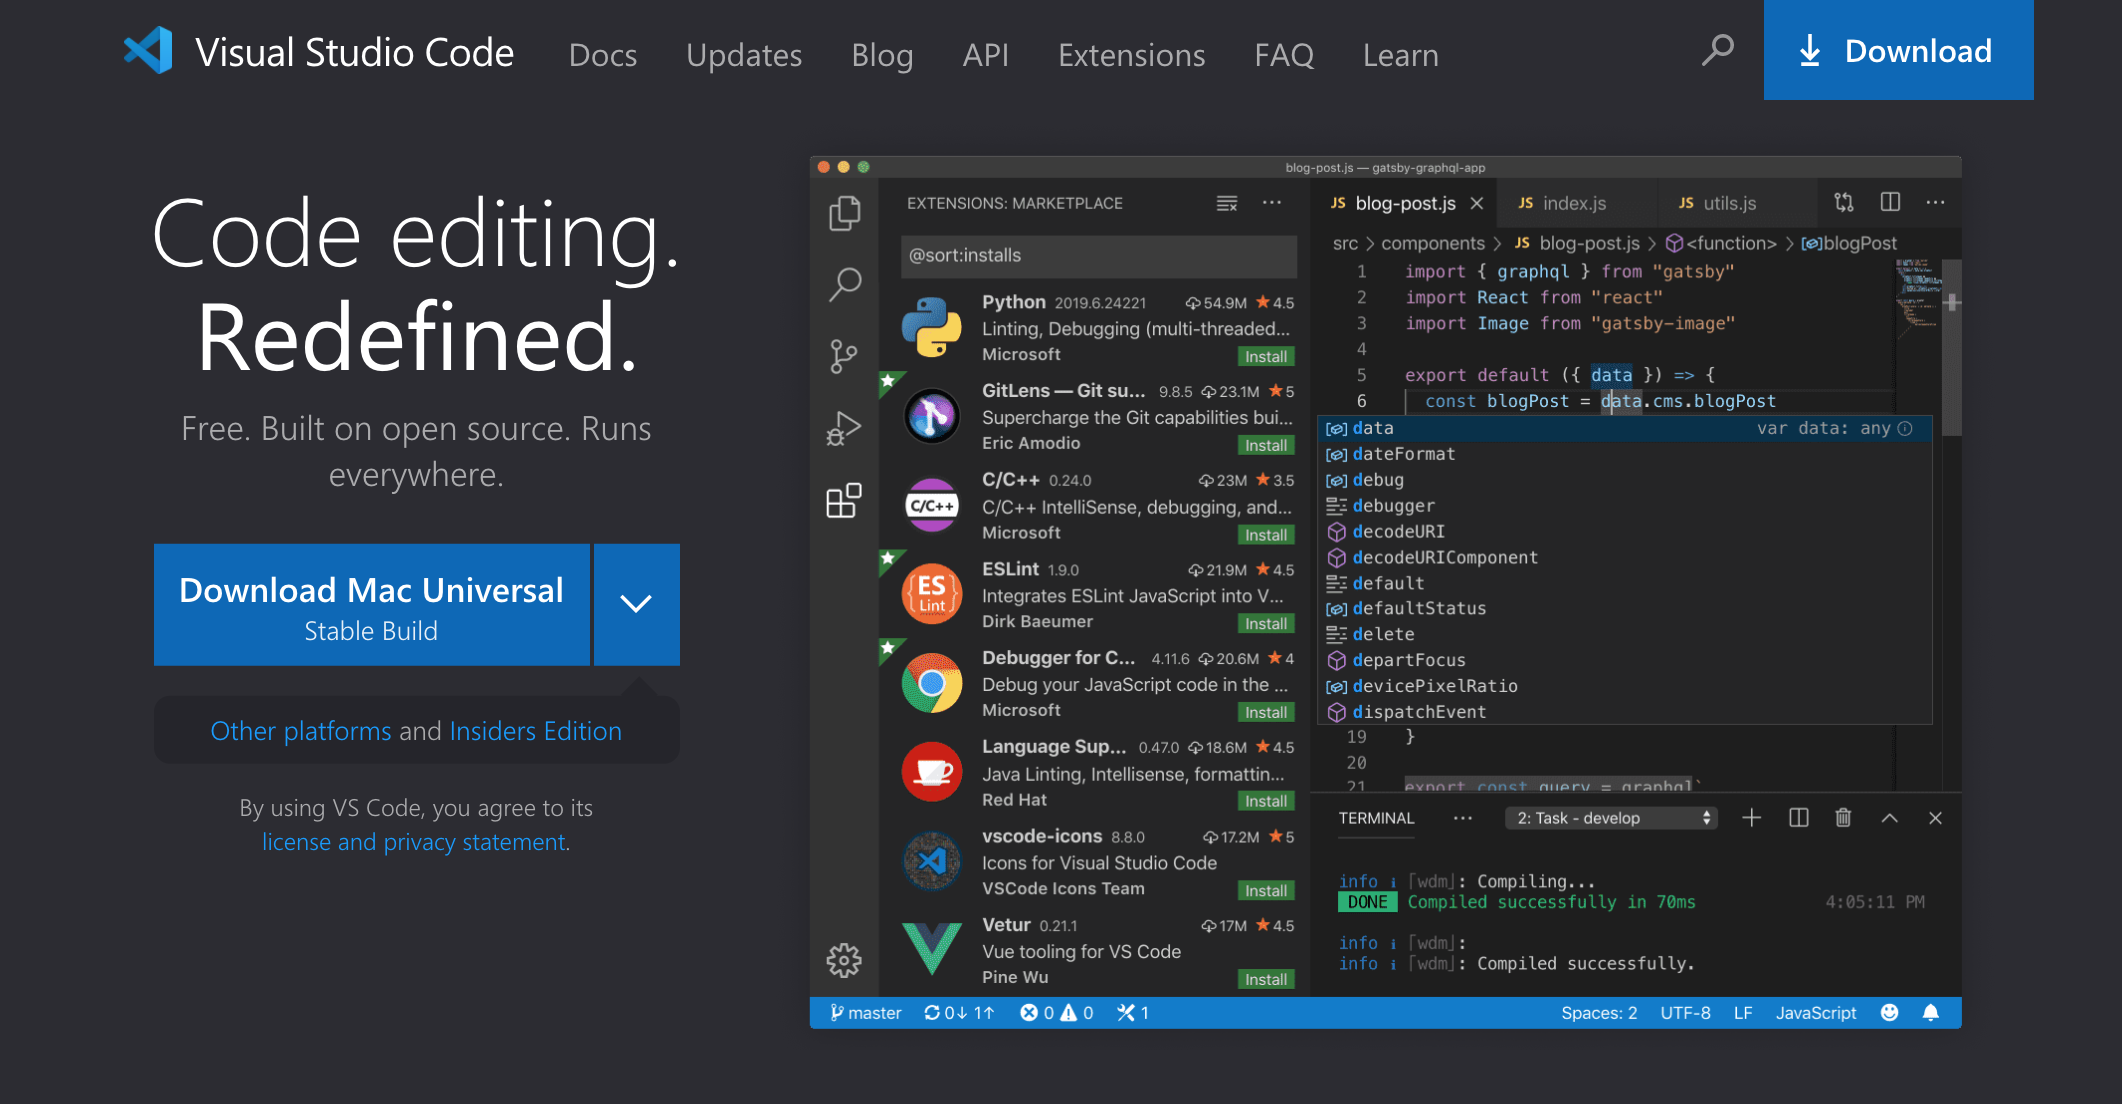 Visual Studio Code
Docs
Updates
Blog
API
Extensions
FAQ
Learn
Download
Code editing.
Redefined.
Free. Built on open source. Runs
everywhere.
Download Mac Universal
Stable Build
Other platforms and Insiders Edition
By using VS Code, you agree to its
license and privacy statement.
blog-post.js — gatsby-graphql-app
EXTENSIONS: MARKETPLACE
@sort:installs
Python 2019.6.24221 54.9M 4.5
Linting, Debugging (multi-threaded...
Microsoft
Install
GitLens — Git su... 9.8.5 23.1M 5
Supercharge the Git capabilities bui...
Eric Amodio
Install
C/C++
C/C++ 0.24.0 23M 3.5
C/C++ IntelliSense, debugging, and...
Microsoft
Install
ES
Lint
ESLint 1.9.0 21.9M 4.5
Integrates ESLint JavaScript into V...
Dirk Baeumer
Install
Debugger for C... 4.11.6 20.6M 4
Debug your JavaScript code in the ...
Microsoft
Install
Language Sup... 0.47.0 18.6M 4.5
Java Linting, Intellisense, formattin...
Red Hat
Install
vscode-icons 8.8.0 17.2M 5
Icons for Visual Studio Code
VSCode Icons Team
Install
Vetur 0.21.1 17M 4.5
Vue tooling for VS Code
Pine Wu
Install
JS blog-post.js
JS index.js
JS utils.js
src > components > JS blog-post.js > <function> > blogPost
1 import { graphql } from "gatsby"
2 import React from "react"
3 import Image from "gatsby-image"
4
5 export default ({ data }) => {
6 const blogPost = data.cms.blogPost
data var data: any
dateFormat
debug
debugger
decodeURI
decodeURIComponent
default
defaultStatus
delete
departFocus
devicePixelRatio
dispatchEvent
19 }
20
21 export const query = graphql`
TERMINAL
2: Task - develop
info i ｢wdm｣: Compiling...
DONE Compiled successfully in 70ms 4:05:11 PM
info i ｢wdm｣:
info i ｢wdm｣: Compiled successfully.
master 0↓ 1↑ 0 0 1
Spaces: 2 UTF-8 LF JavaScript